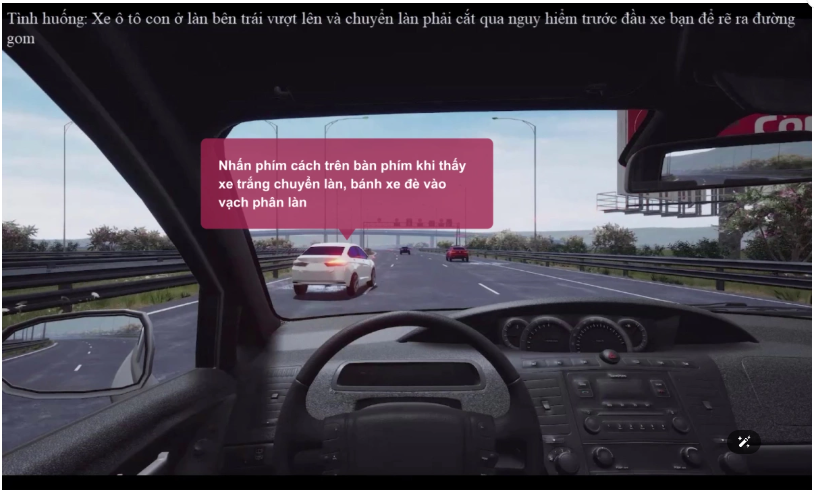 Tình huống: Xe ô tô con ở làn bên trái vượt lên và chuyển làn phải cắt qua nguy hiểm trước đầu xe bạn để rẽ ra đường
gom
Nhấn phím cách trên bàn phím khi thấy
xe trắng chuyển làn, bánh xe đè vào
vạch phân làn